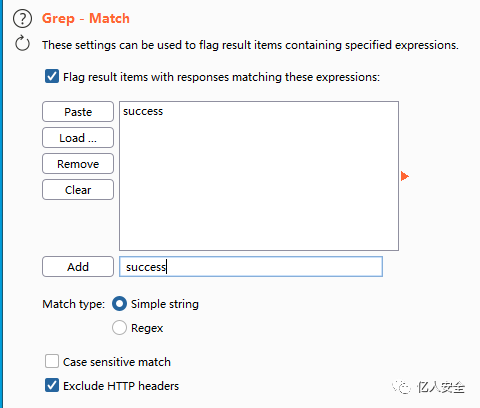 Grep - Match
These settings can be used to flag result items containing specified expressions.
Flag result items with responses matching these expressions:
Paste
success
Load ...
Remove
Clear
Add
success
Match type:
Simple string
Regex
Case sensitive match
Exclude HTTP headers
亿人安全